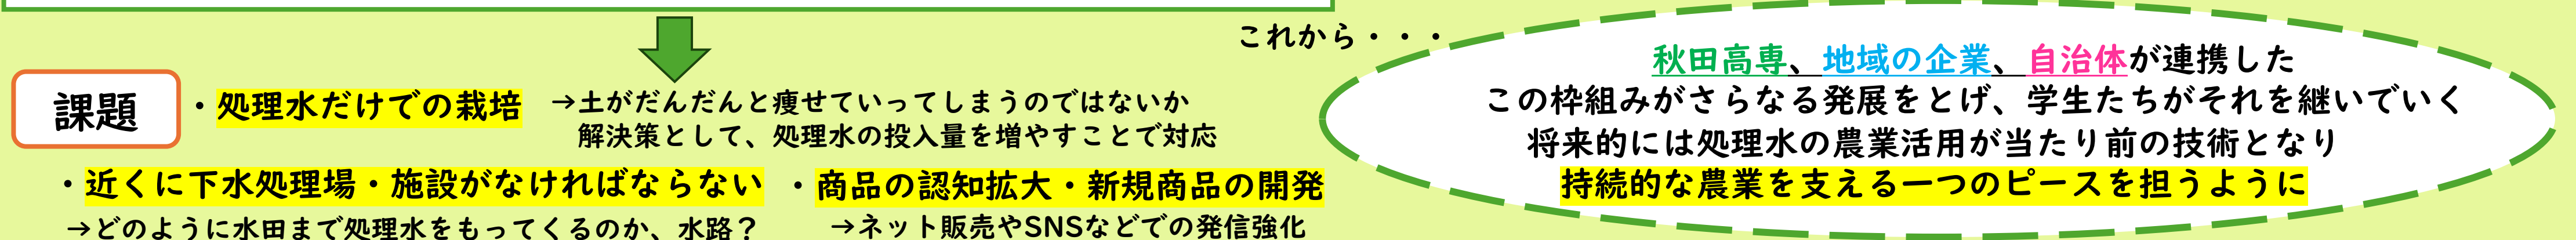 課題
・処理水だけでの栽培
→土がだんだんと痩せていってしまうのではないか
解決策として、処理水の投入量を増やすことで対応
・近くに下水処理場・施設がなければならない
→どのように水田まで処理水をもってくるのか、水路？
・商品の認知拡大・新規商品の開発
→ネット販売やSNSなどでの発信強化
これから・・・
秋田高専、地域の企業、自治体が連携した
この枠組みがさらなる発展をとげ、学生たちがそれを継いでいく
将来的には処理水の農業活用が当たり前の技術となり
持続的な農業を支える一つのピースを担うように